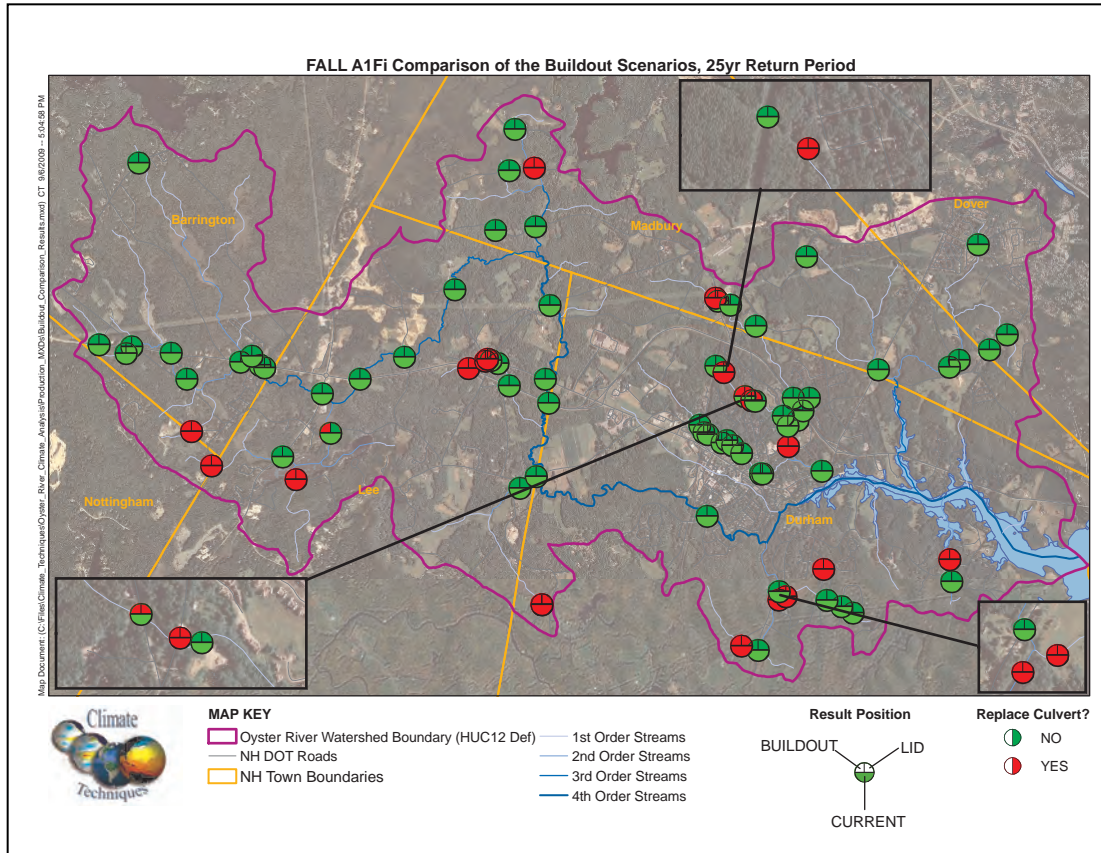 FALL A1Fi Comparison of the Buildout Scenarios, 25yr Return Period
Map Document: (C:\Files\Climate_Techniques\Oyster_River_Climate_Analysis\Production_MXDs\Buildout_Comparison_Results.mxd) CT 9/6/2009 -- 5:04:58 PM
Barrington
Madbury
Dover
Nottingham
Lee
Durham
Climate
Techniques
MAP KEY
Oyster River Watershed Boundary (HUC12 Def)
NH DOT Roads
NH Town Boundaries
1st Order Streams
2nd Order Streams
3rd Order Streams
4th Order Streams
Result Position
BUILDOUT
LID
CURRENT
Replace Culvert?
NO
YES